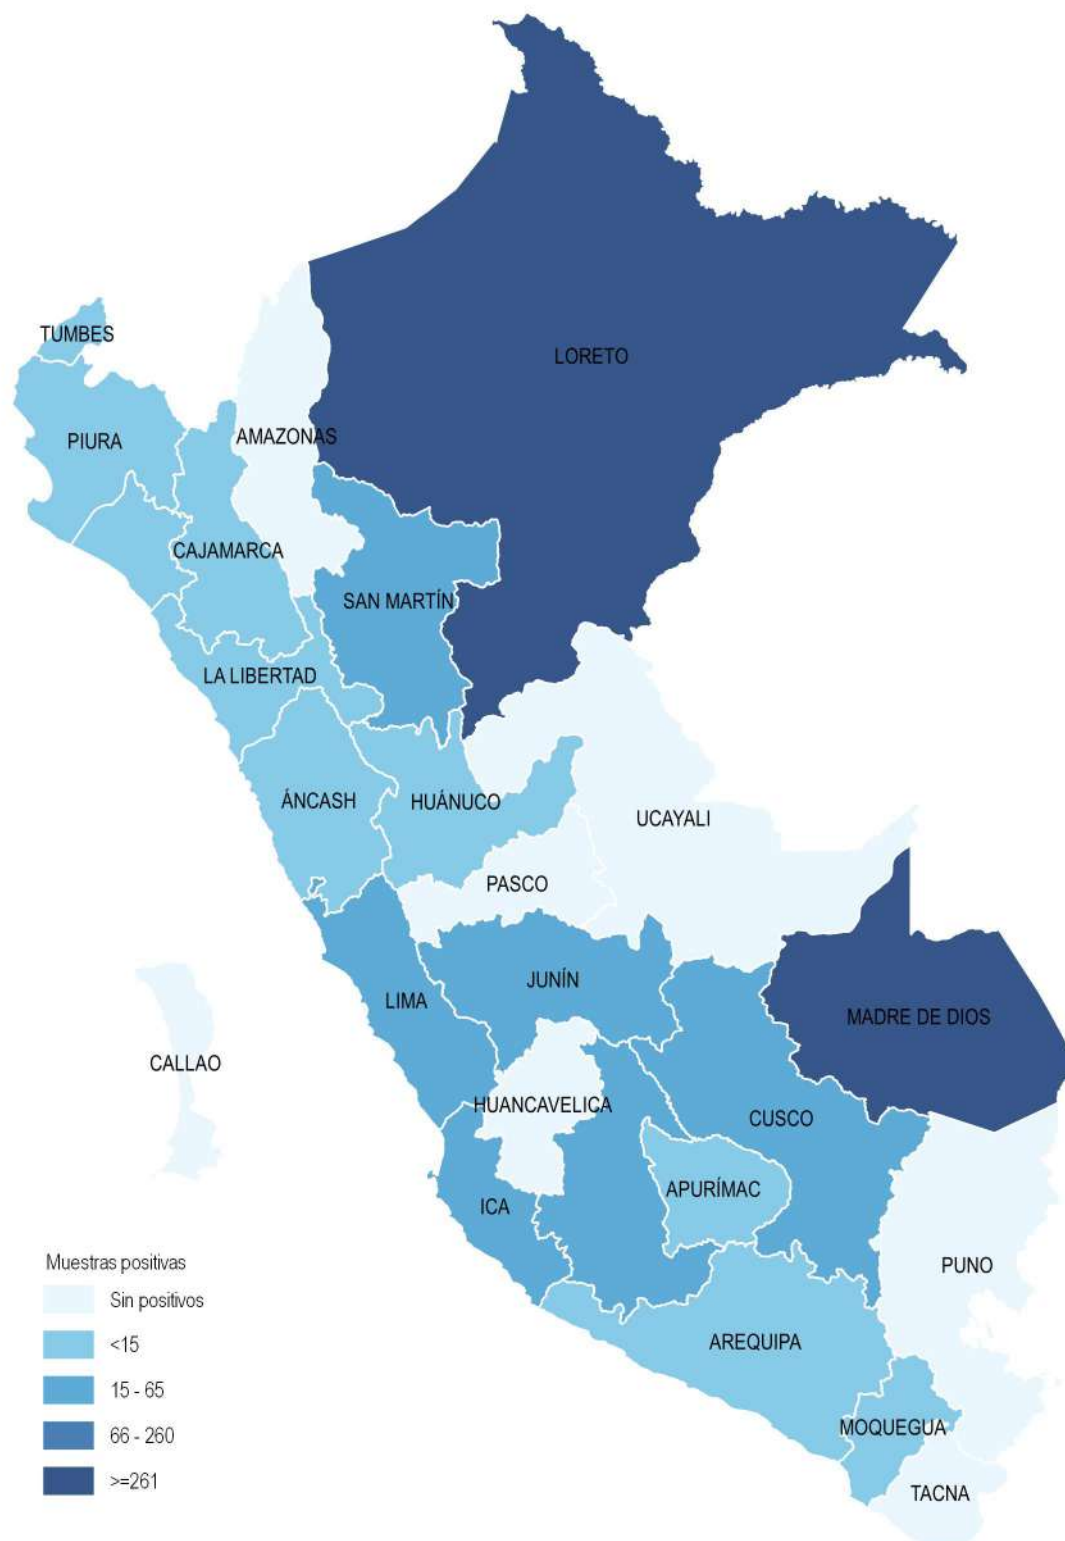 TUMBES
LORETO
PIURA
AMAZONAS
CAJAMARCA
SAN MARTÍN
LA LIBERTAD
ÁNCASH
HUÁNUCO
UCAYALI
PASCO
JUNÍN
LIMA
MADRE DE DIOS
CALLAO
HUANCAVELICA
CUSCO
APURÍMAC
ICA
PUNO
AREQUIPA
MOQUEGUA
TACNA
Muestras positivas
Sin positivos
<15
15 - 65
66 - 260
>=261